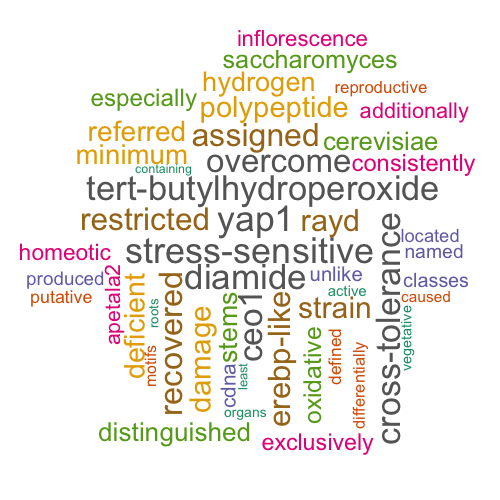 inflorescence
saccharomyces
hydrogen
reproductive
especially
polypeptide
additionally
referred
assigned
cerevisiae
minimum
overcome
consistently
containing
tert-butylhydroperoxide
restricted
yap1
rayd
located
homeotic
stress-sensitive
named
produced
diamide
unlike
classes
putative
apetala2
deficient
roots
motifs
recovered
damage
cdna
stems
least
organs
ceo1
erebp-like
strain
active
oxidative
defined
differentially
cross-tolerance
caused
vegetative
distinguished
exclusively